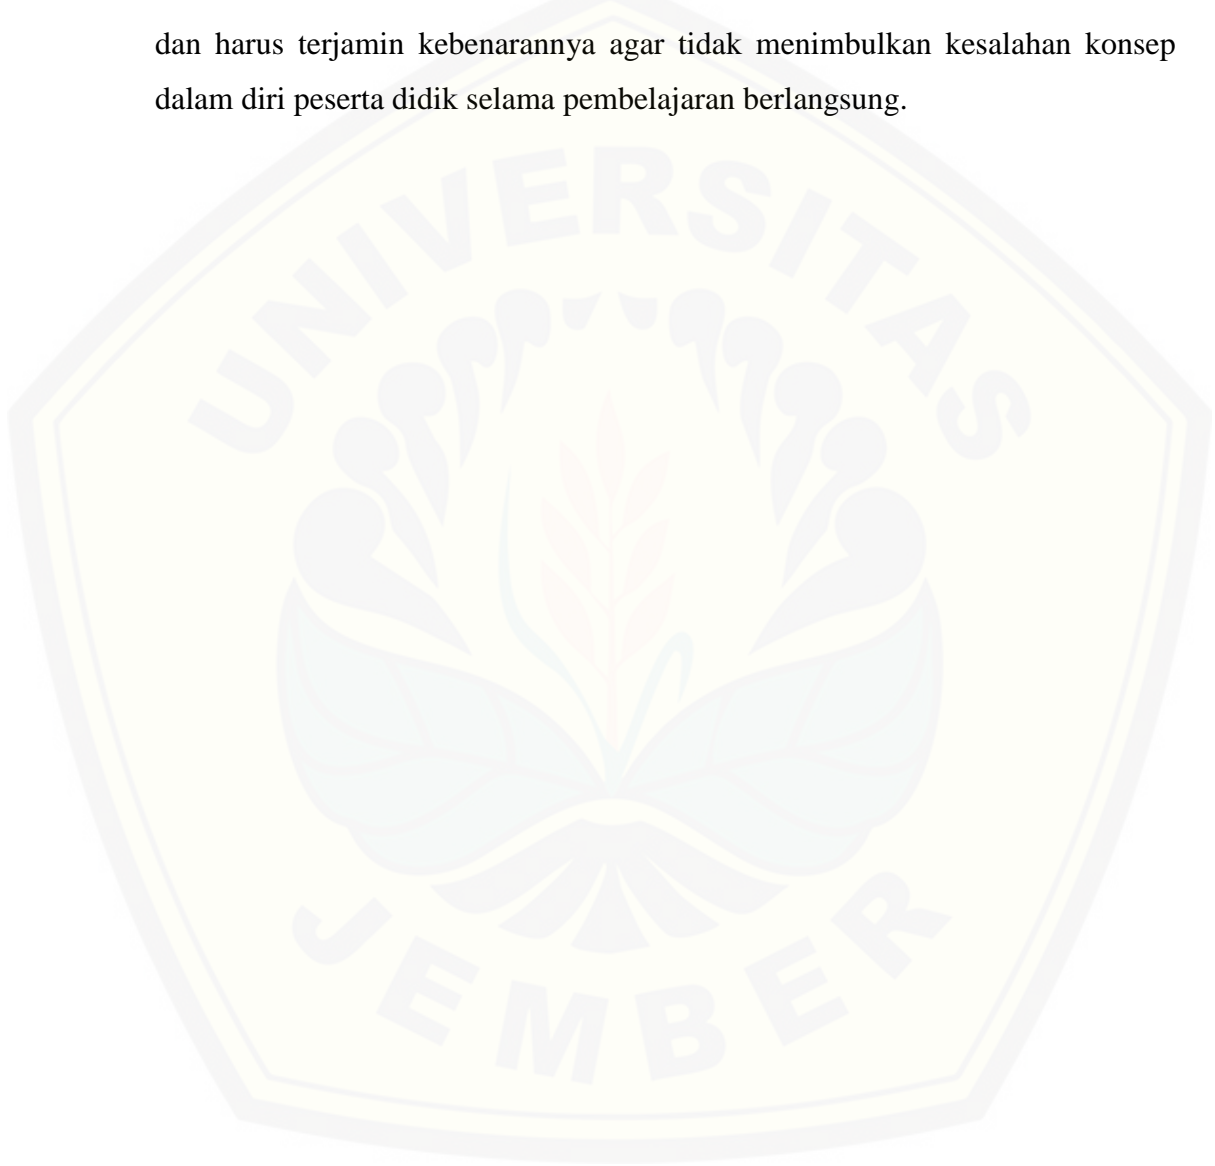 dan harus terjamin kebenarannya agar tidak menimbulkan kesalahan konsep
dalam diri peserta didik selama pembelajaran berlangsung.
UNIVERSITAS
JEMBER